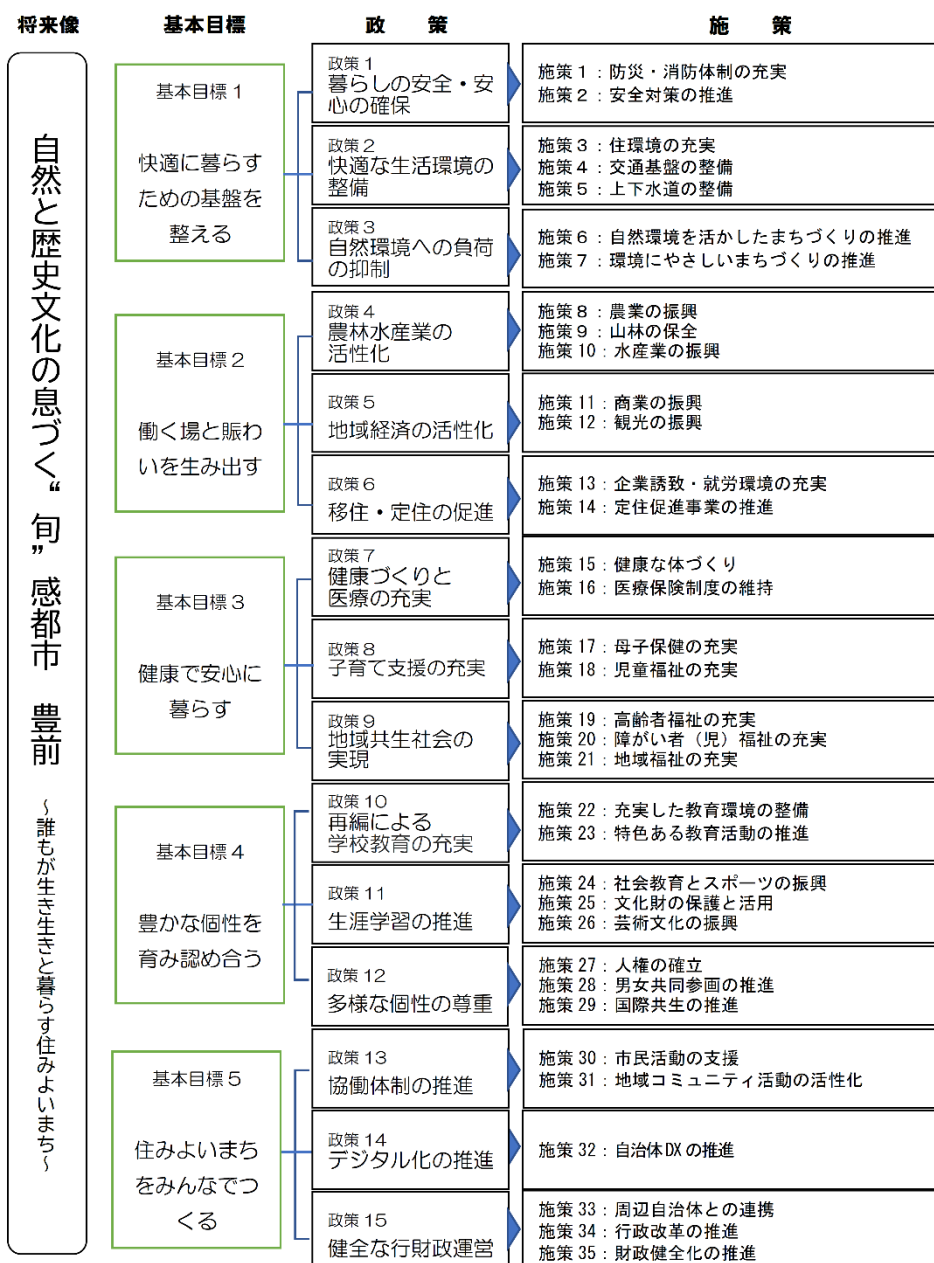 将来像 基本目標 政 策 施 策
自然と歴史文化の息づく“旬”感都市 豊前 ~誰もが生き生きと暮らす住みよいまち~
基本目標1
快適に暮らす
ための基盤を
整える
政策1
暮らしの安全・安
心の確保
施策1:防災・消防体制の充実
施策2:安全対策の推進
政策2
快適な生活環境の
整備
施策3:住環境の充実
施策4:交通基盤の整備
施策5:上下水道の整備
政策3
自然環境への負荷
の抑制
施策6:自然環境を活かしたまちづくりの推進
施策7:環境にやさしいまちづくりの推進
基本目標2
働く場と賑わ
いを生み出す
政策4
農林水産業の
活性化
施策8:農業の振興
施策9:山林の保全
施策10:水産業の振興
政策5
地域経済の活性化
施策11:商業の振興
施策12:観光の振興
政策6
移住・定住の促進
施策13:企業誘致・就労環境の充実
施策14:定住促進事業の推進
基本目標3
健康で安心に
暮らす
政策7
健康づくりと
医療の充実
施策15:健康な体づくり
施策16:医療保険制度の維持
政策8
子育て支援の充実
施策17:母子保健の充実
施策18:児童福祉の充実
政策9
地域共生社会の
実現
施策19:高齢者福祉の充実
施策20:障がい者(児)福祉の充実
施策21:地域福祉の充実
基本目標4
豊かな個性を
育み認め合う
政策10
再編による
学校教育の充実
施策22:充実した教育環境の整備
施策23:特色ある教育活動の推進
政策11
生涯学習の推進
施策24:社会教育とスポーツの振興
施策25:文化財の保護と活用
施策26:芸術文化の振興
政策12
多様な個性の尊重
施策27:人権の確立
施策28:男女共同参画の推進
施策29:国際共生の推進
基本目標5
住みよいまち
をみんなでつ
くる
政策13
協働体制の推進
施策30:市民活動の支援
施策31:地域コミュニティ活動の活性化
政策14
デジタル化の推進
施策32:自治体DXの推進
政策15
健全な行財政運営
施策33:周辺自治体との連携
施策34:行政改革の推進
施策35:財政健全化の推進